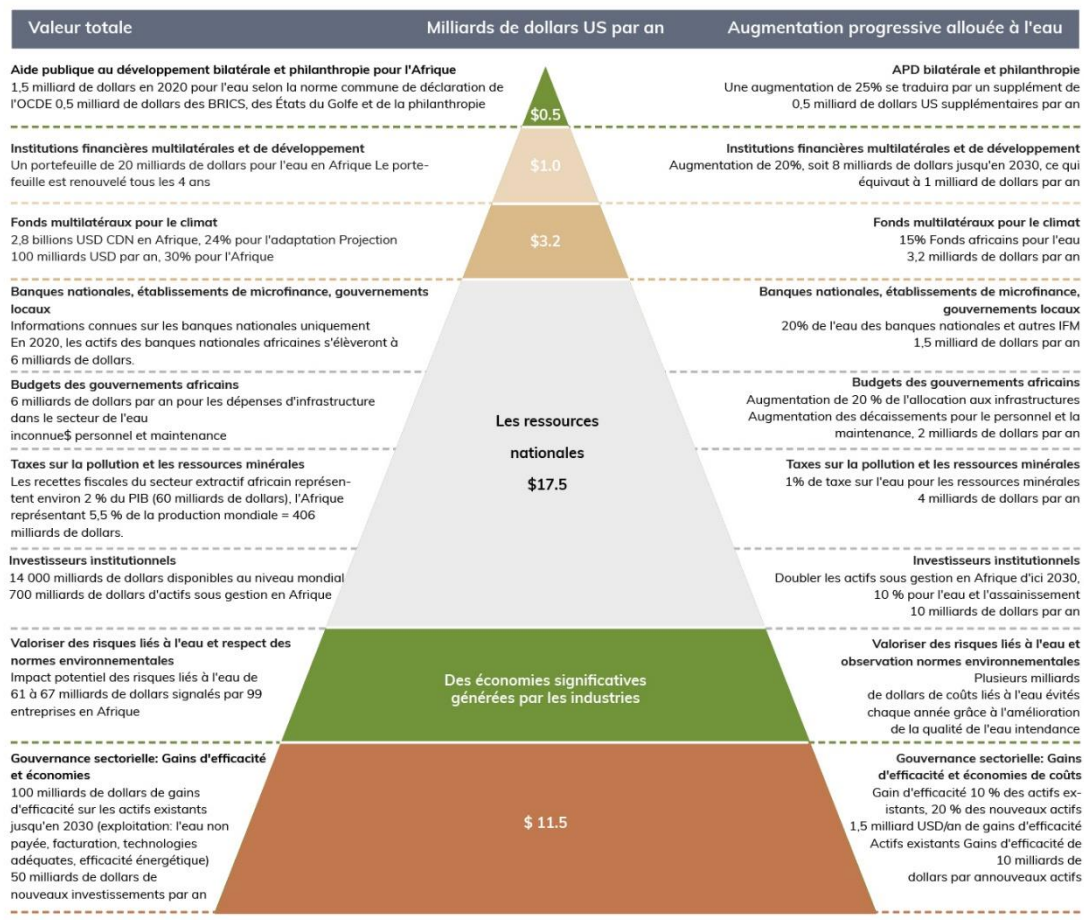 Valeur totale
Milliards de dollars US par an
Augmentation progressive allouée à l'eau
Aide publique au développement bilatérale et philanthropie pour l'Afrique
1,5 milliard de dollars en 2020 pour l'eau selon la norme commune de déclaration de
l'OCDE 0,5 milliard de dollars des BRICS, des États du Golfe et de la philanthropie
$0.5
APD bilatérale et philanthropie
Une augmentation de 25% se traduira par un supplément de
0,5 milliard de dollars US supplémentaires par an
Institutions financières multilatérales et de développement
Un portefeuille de 20 milliards de dollars pour l'eau en Afrique Le porte-
feuille est renouvelé tous les 4 ans
$1.0
Institutions financières multilatérales et de développement
Augmentation de 20%, soit 8 milliards de dollars jusqu'en 2030, ce qui
équivaut à 1 milliard de dollars par an
Fonds multilatéraux pour le climat
2,8 billions USD CDN en Afrique, 24% pour l'adaptation Projection
100 milliards USD par an, 30% pour l'Afrique
$3.2
Fonds multilatéraux pour le climat
15% Fonds africains pour l'eau
3,2 milliards de dollars par an
Banques nationales, établissements de microfinance, gouvernements
locaux
Informations connues sur les banques nationales uniquement
En 2020, les actifs des banques nationales africaines s'élèveront à
6 milliards de dollars.
Banques nationales, établissements de microfinance,
gouvernements locaux
20% de l'eau des banques nationales et autres IFM
1,5 milliard de dollars par an
Budgets des gouvernements africains
6 milliards de dollars par an pour les dépenses d'infrastructure
dans le secteur de l'eau
inconnue$ personnel et maintenance
Les ressources
nationales
$17.5
Budgets des gouvernements africains
Augmentation de 20 % de l'allocation aux infrastructures
Augmentation des décaissements pour le personnel et la
maintenance, 2 milliards de dollars par an
Taxes sur la pollution et les ressources minérales
Les recettes fiscales du secteur extractif africain représen-
tent environ 2 % du PIB (60 milliards de dollars), l'Afrique
représentant 5,5 % de la production mondiale = 406
milliards de dollars.
Taxes sur la pollution et les ressources minérales
1% de taxe sur l'eau pour les ressources minérales
4 milliards de dollars par an
Investisseurs institutionnels
14 000 milliards de dollars disponibles au niveau mondial
700 milliards de dollars d'actifs sous gestion en Afrique
Investisseurs institutionnels
Doubler les actifs sous gestion en Afrique d'ici 2030,
10 % pour l'eau et l'assainissement
10 milliards de dollars par an
Valoriser des risques liés à l'eau et respect des
normes environnementales
Impact potentiel des risques liés à l'eau de
61 à 67 milliards de dollars signalés par 99
entreprises en Afrique
Des économies significatives
générées par les industries
Valoriser des risques liés à l'eau et
observation normes environnementales
Plusieurs milliards
de dollars de coûts liés à l'eau évités
chaque année grâce à l'amélioration
de la qualité de l'eau intendance
Gouvernance sectorielle: Gains d'efficacité
et économies
100 milliards de dollars de gains
d'efficacité sur les actifs existants
jusqu'en 2030 (exploitation: l'eau non
payée, facturation, technologies
adéquates, efficacité énergétique)
50 milliards de dollars de
nouveaux investissements par an
$ 11.5
Gouvernance sectorielle: Gains
d'efficacité et économies de coûts
Gain d'efficacité 10 % des actifs ex-
istants, 20 % des nouveaux actifs
1,5 milliard USD/an de gains d'efficacité
Actifs existants Gains d'efficacité de
10 milliards de
dollars par annouveaux actifs